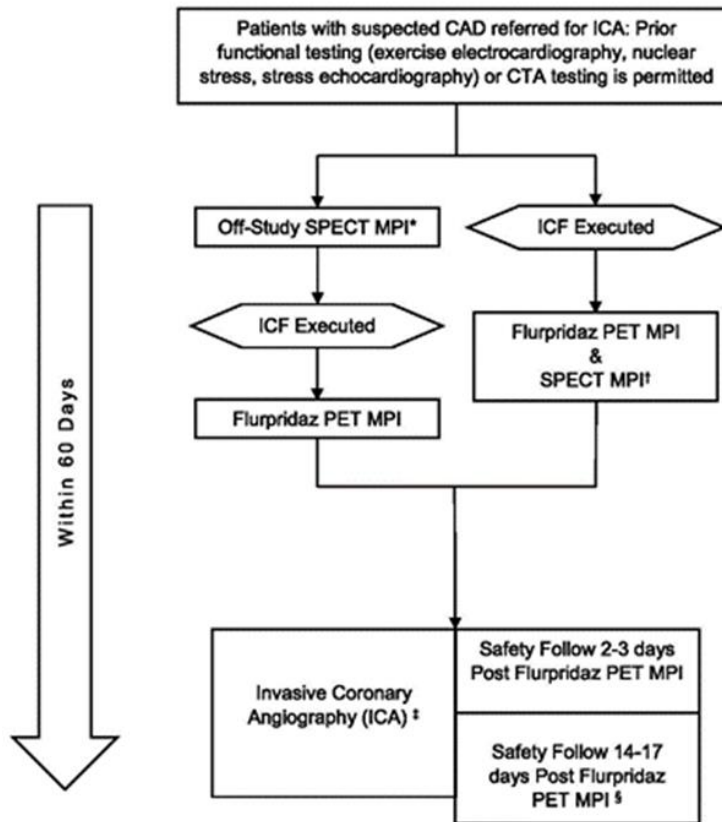 Patients with suspected CAD referred for ICA: Prior
functional testing (exercise electrocardiography, nuclear
stress, stress echocardiography) or CTA testing is permitted
Off-Study SPECT MPI*
ICF Executed
ICF Executed
Flurpridaz PET MPI
&
SPECT MPI†
Flurpridaz PET MPI
Within 60 Days
Invasive Coronary
Angiography (ICA) ‡
Safety Follow 2-3 days
Post Flurpridaz PET MPI
Safety Follow 14-17
days Post Flurpridaz
PET MPI §